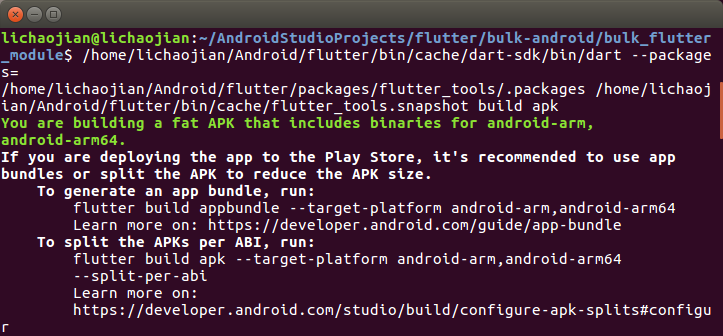 lichaojian@lichaojian:~/AndroidStudioProjects/flutter/bulk-android/bulk_flutter
_module$ /home/lichaojian/Android/flutter/bin/cache/dart-sdk/bin/dart --package
s=
/home/lichaojian/Android/flutter/packages/flutter_tools/.packages /home/lichaoj
ian/Android/flutter/bin/cache/flutter_tools.snapshot build apk
You are building a fat APK that includes binaries for android-arm,
android-arm64.
If you are deploying the app to the Play Store, it's recommended to use app
bundles or split the APK to reduce the APK size.
To generate an app bundle, run:
flutter build appbundle --target-platform android-arm,android-arm64
Learn more on: https://developer.android.com/guide/app-bundle
To split the APKs per ABI, run:
flutter build apk --target-platform android-arm,android-arm64
--split-per-abi
Learn more on:
https://developer.android.com/studio/build/configure-apk-splits#configu
r